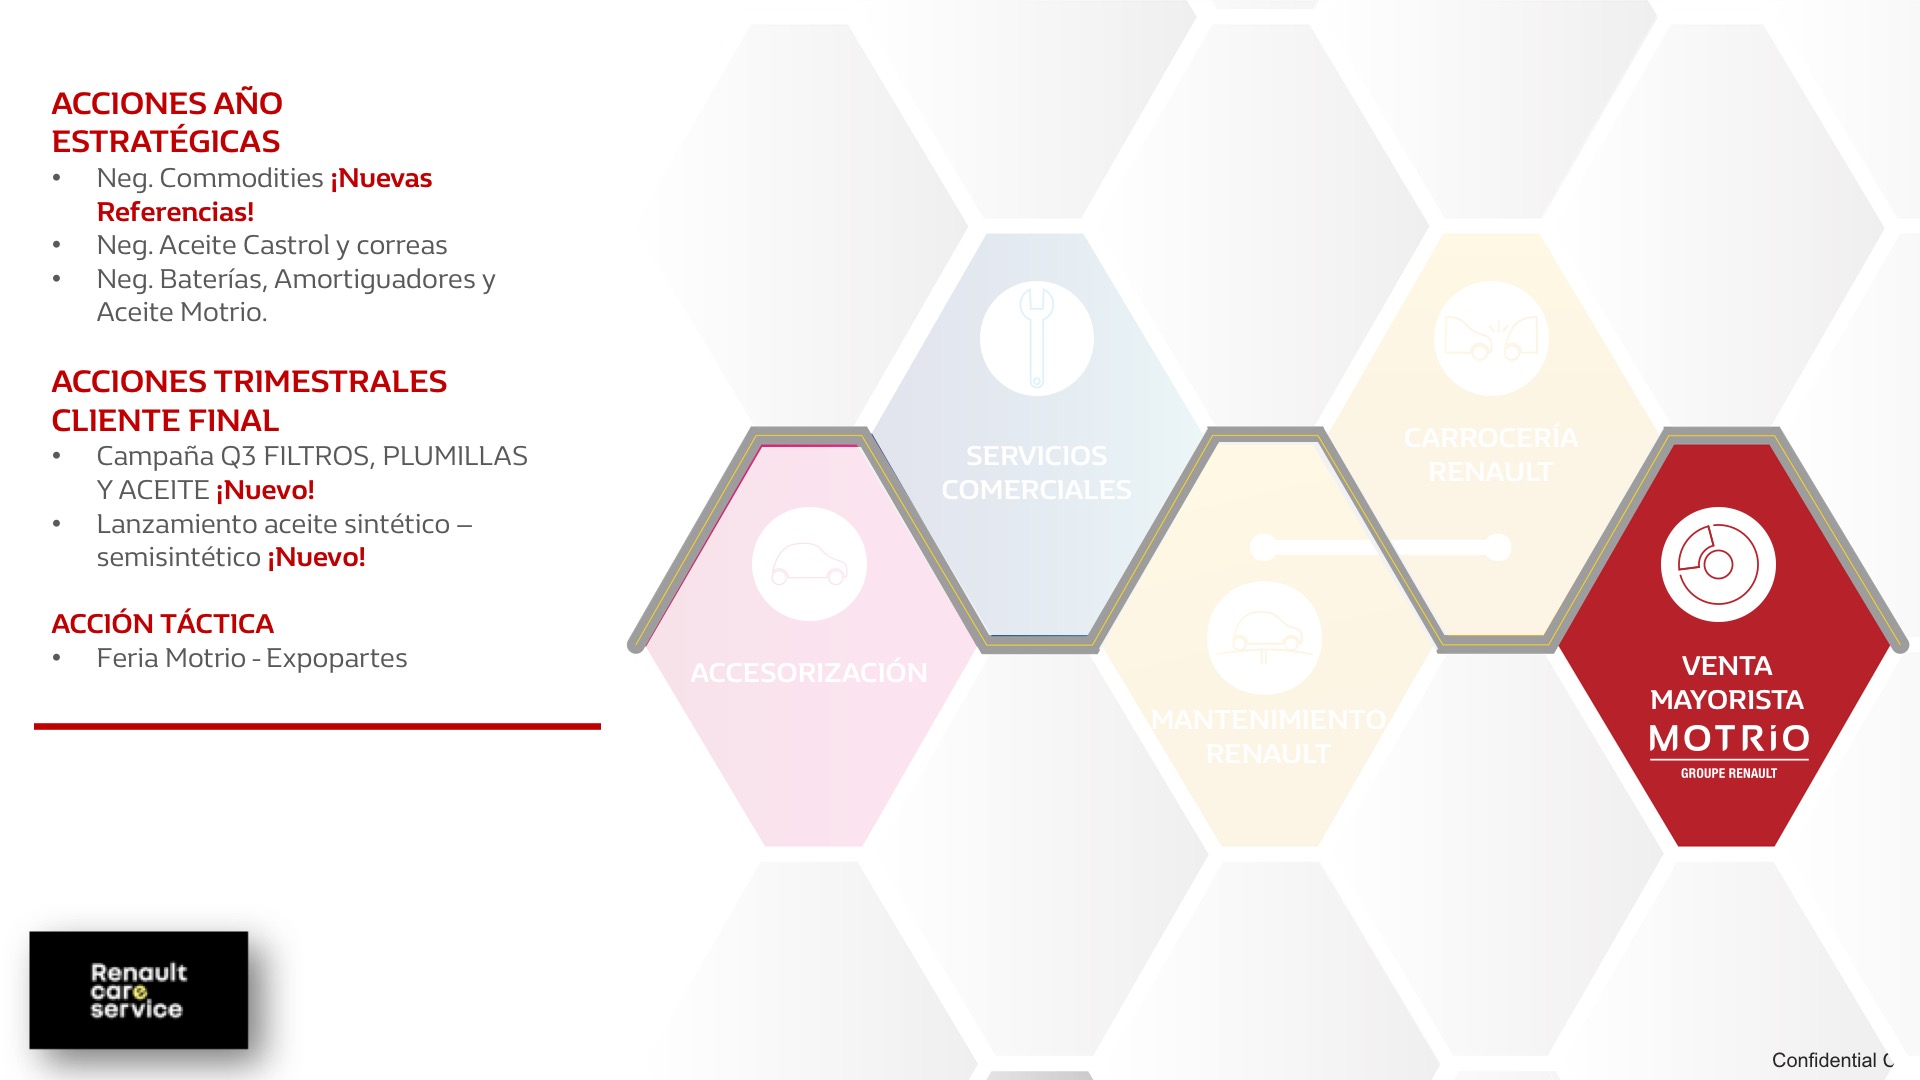 ACCIONES AÑO
ESTRATÉGICAS
• Neg. Commodities ¡Nuevas
Referencias!
• Neg. Aceite Castrol y correas
• Neg. Baterías, Amortiguadores y
Aceite Motrio.
ACCIONES TRIMESTRALES
CLIENTE FINAL
• Campaña Q3 FILTROS, PLUMILLAS
Y ACEITE ¡Nuevo!
• Lanzamiento aceite sintético –
semisintético ¡Nuevo!
ACCIÓN TÁCTICA
• Feria Motrio - Expopartes
ACCESORIZACIÓN
SERVICIOS
COMERCIALES
MANTENIMIENTO
RENAULT
CARROCERÍA
RENAULT
VENTA
MAYORISTA
MOTRiO
GROUPE RENAULT
Renault
care
service
Confidential